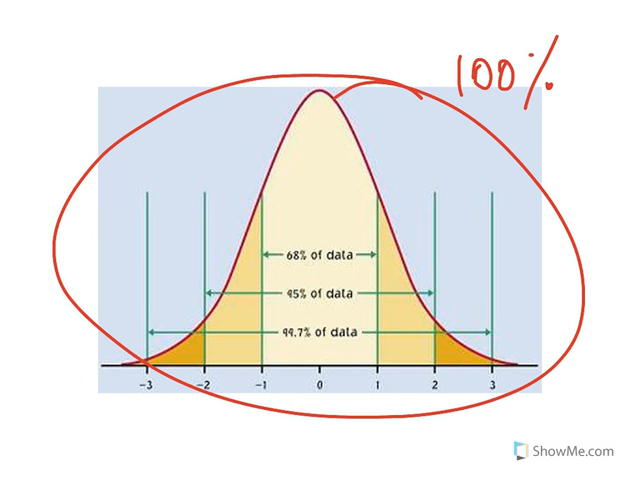 100%
68% of data
95% of data
99.7% of data
-3 -2 -1 0 1 2 3
ShowMe.com